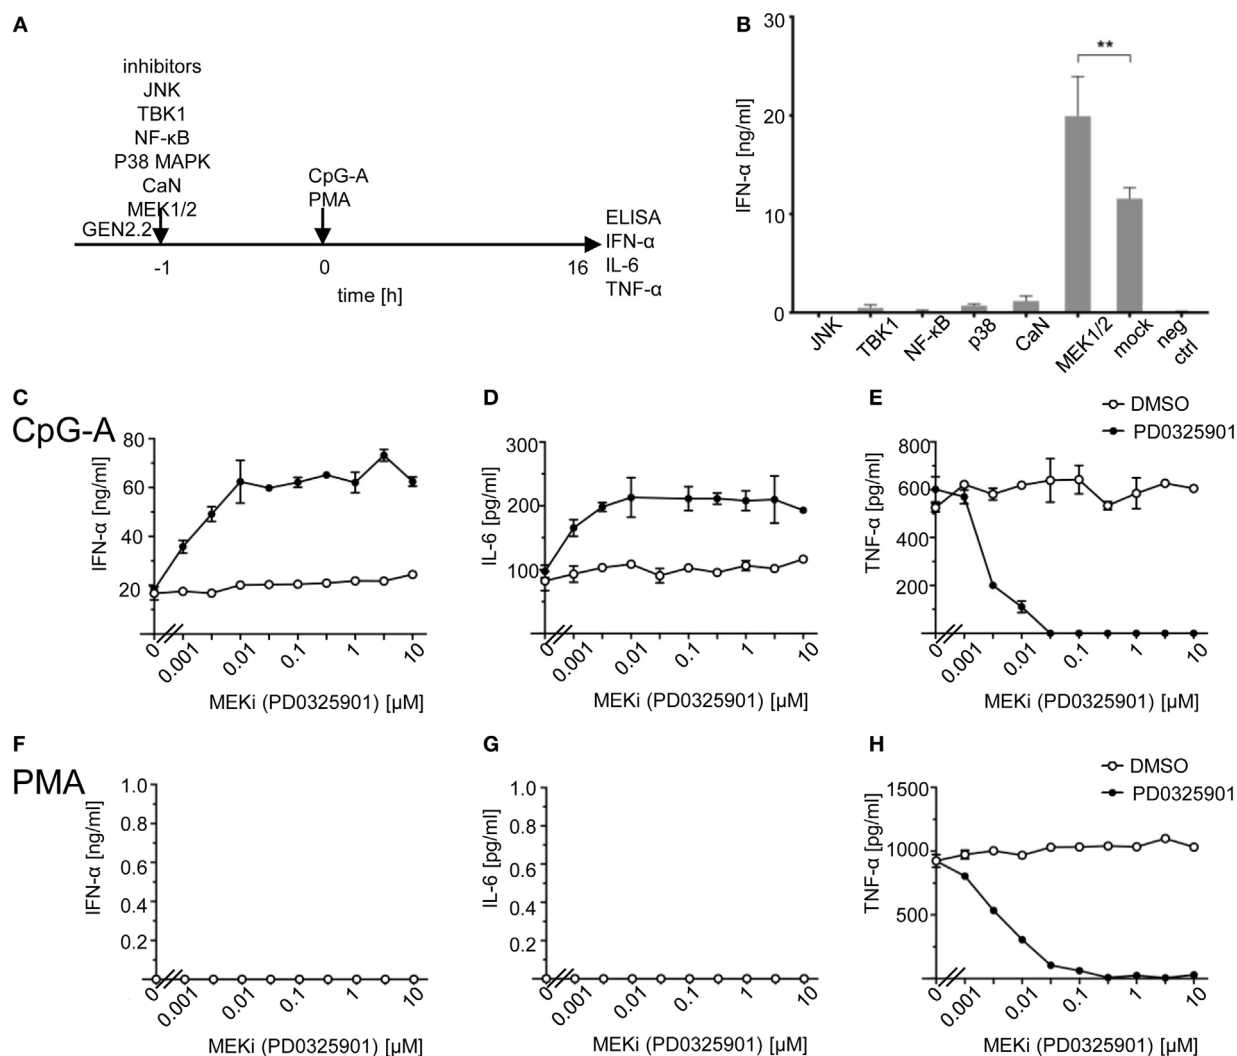 A
inhibitors
JNK
TBK1
NF-κB
P38 MAPK
CaN
MEK1/2
GEN2.2
CpG-A
PMA
ELISA
IFN-α
IL-6
TNF-α
-1
0
16
time [h]
B
IFN-α [ng/ml]
30
20
10
0
**
JNK
TBK1
NF-κB
p38
CaN
MEK1/2
mock
neg
ctrl
C
CpG-A
IFN-α [ng/ml]
80
60
40
20
0
0.001
0.01
0.1
1
10
MEKi (PD0325901) [μM]
D
IL-6 [pg/ml]
300
200
100
0
0.001
0.01
0.1
1
10
MEKi (PD0325901) [μM]
E
DMSO
PD0325901
TNF-α [pg/ml]
800
600
400
200
0
0.001
0.01
0.1
1
10
MEKi (PD0325901) [μM]
F
PMA
IFN-α [ng/ml]
1.0
0.8
0.6
0.4
0.2
0
0.001
0.01
0.1
1
10
MEKi (PD0325901) [μM]
G
IL-6 [pg/ml]
1.0
0.8
0.6
0.4
0.2
0
0.001
0.01
0.1
1
10
MEKi (PD0325901) [μM]
H
DMSO
PD0325901
TNF-α [pg/ml]
1500
1000
500
0
0.001
0.01
0.1
1
10
MEKi (PD0325901) [μM]